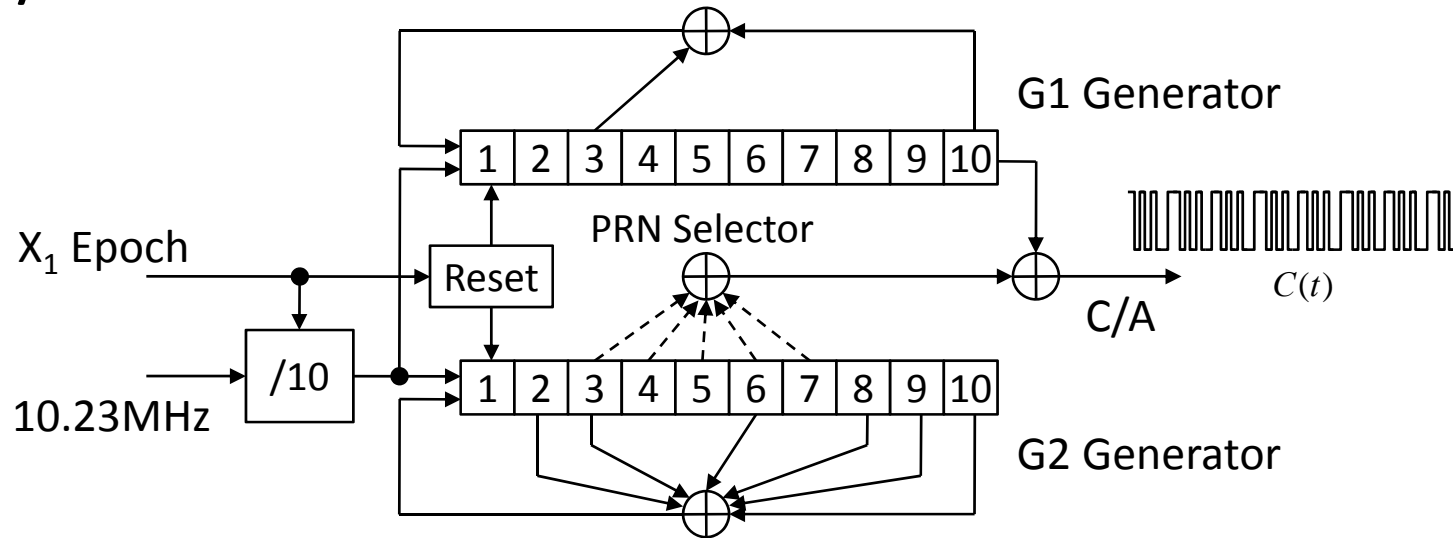 G1 Generator
1 2 3 4 5 6 7 8 9 10
PRN Selector
X₁ Epoch
Reset
C(t)
C/A
/10
1 2 3 4 5 6 7 8 9 10
10.23MHz
G2 Generator